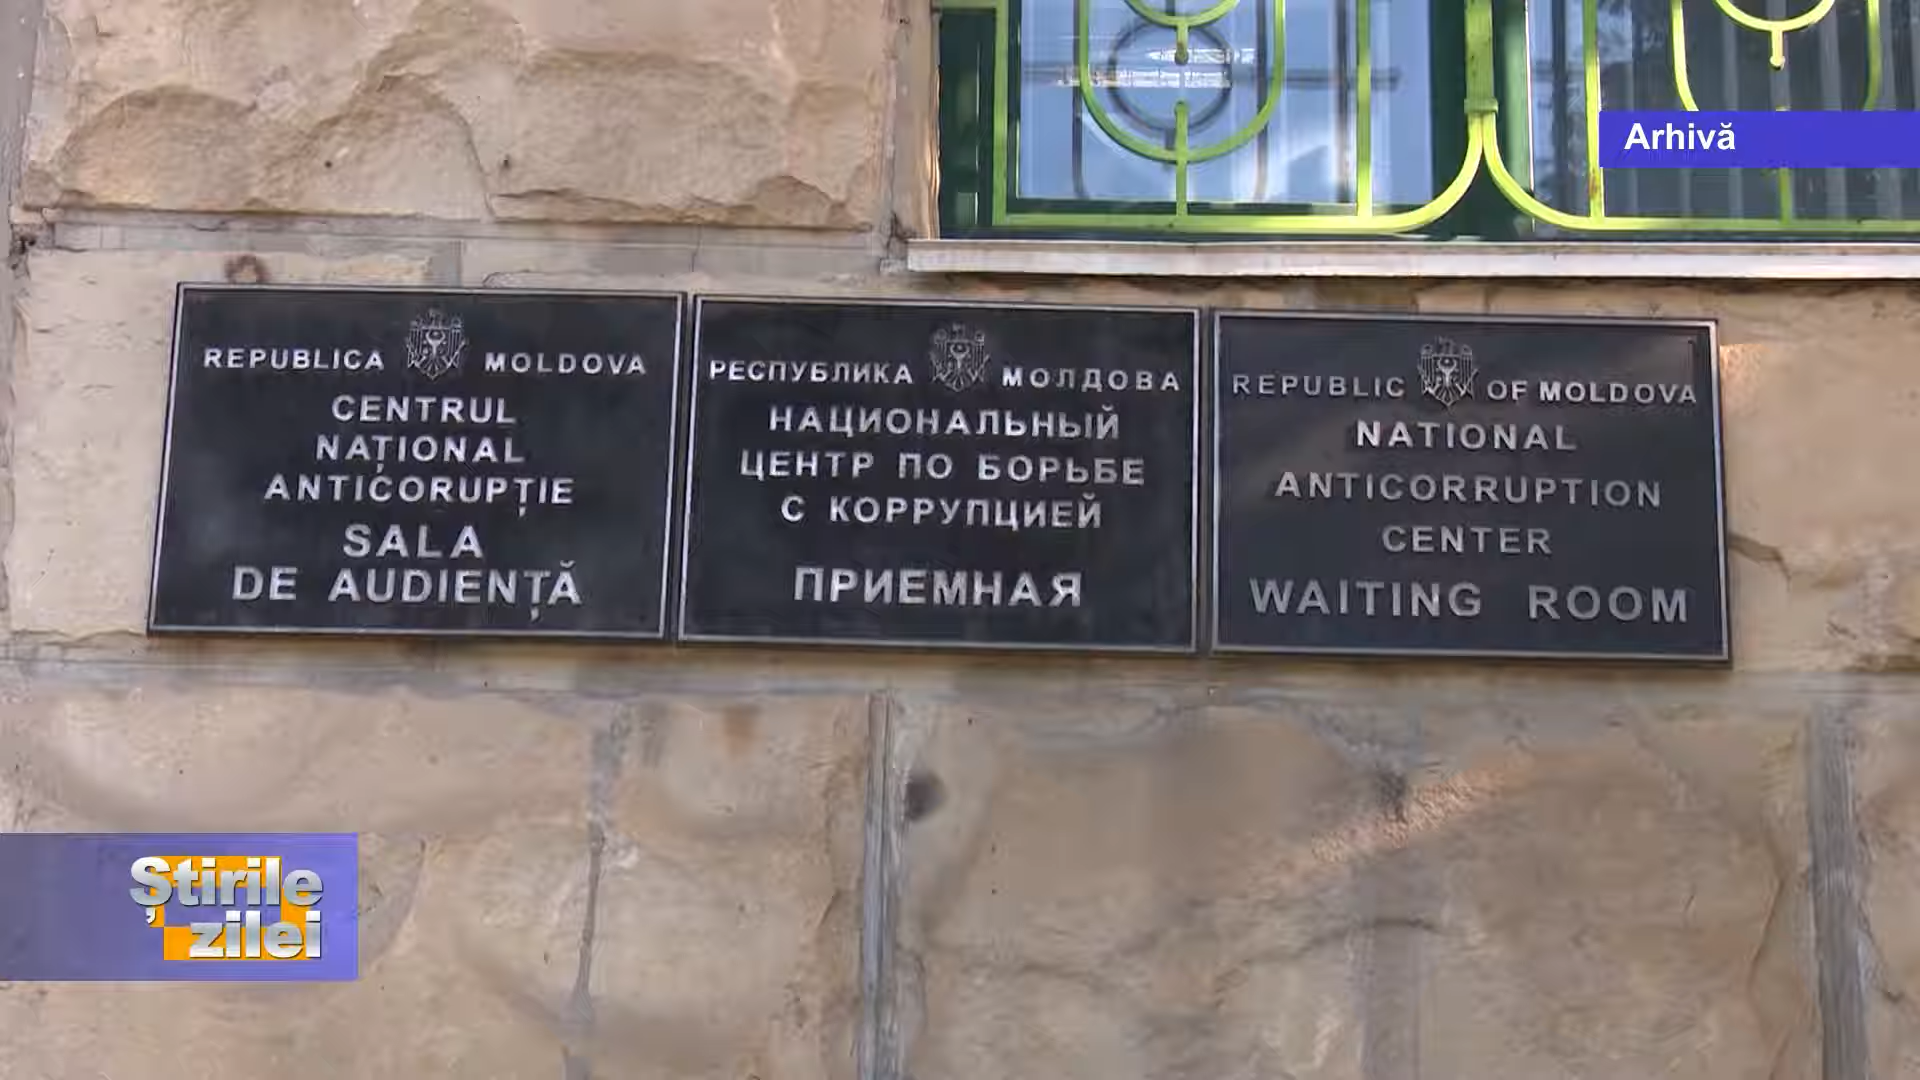 Arhivă
REPUBLICA MOLDOVA
CENTRUL
NAȚIONAL
ANTICORUPȚIE
SALA
DE AUDIENȚĂ
РЕСПУБЛИКА МОЛДОВА
НАЦИОНАЛЬНЫЙ
ЦЕНТР ПО БОРЬБЕ
С КОРРУПЦИЕЙ
ПРИЕМНАЯ
REPUBLIC OF MOLDOVA
NATIONAL
ANTICORRUPTION
CENTER
WAITING ROOM
Știrile
zilei